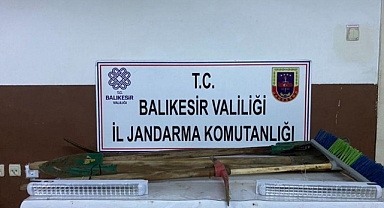 T.C.
BALIKESİR
VALİLİĞİ
T.C.
BALIKESİR VALİLİĞİ
İL JANDARMA KOMUTANLIĞI